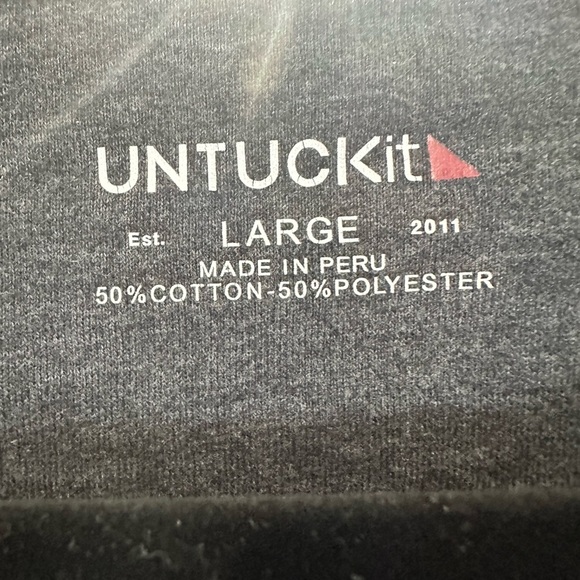 UNTUCKit
Est. LARGE 2011
MADE IN PERU
50%COTTON-50%POLYESTER